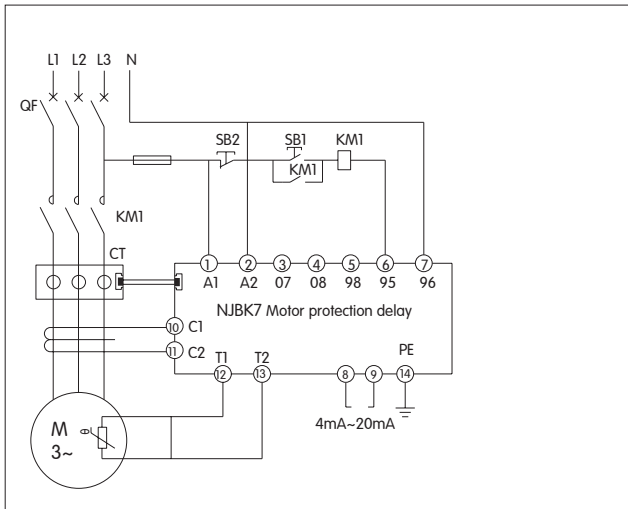 L1 L2 L3 N
QF
SB2 SB1 KM1
KM1
KM1
CT
1 2 3 4 5 6 7
A1 A2 07 08 98 95 96
NJBK7 Motor protection delay
10 C1
11 C2
T1 T2 PE
12 13 8 9 14
4mA~20mA
M
3~
θ